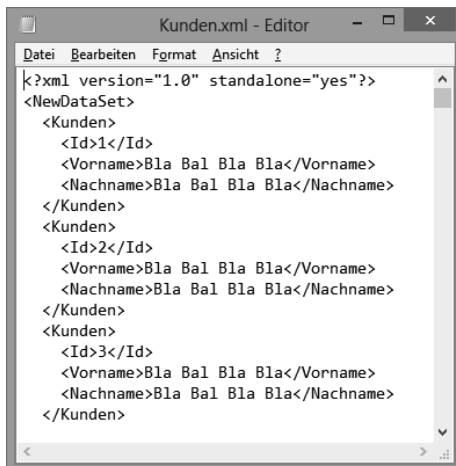 Kunden.xml - Editor
Datei Bearbeiten Format Ansicht ?
<?xml version="1.0" standalone="yes"?>
<NewDataSet>
<Kunden>
<Id>1</Id>
<Vorname>Bla Bal Bla Bla</Vorname>
<Nachname>Bla Bal Bla Bla</Nachname>
</Kunden>
<Kunden>
<Id>2</Id>
<Vorname>Bla Bal Bla Bla</Vorname>
<Nachname>Bla Bal Bla Bla</Nachname>
</Kunden>
<Kunden>
<Id>3</Id>
<Vorname>Bla Bal Bla Bla</Vorname>
<Nachname>Bla Bal Bla Bla</Nachname>
</Kunden>